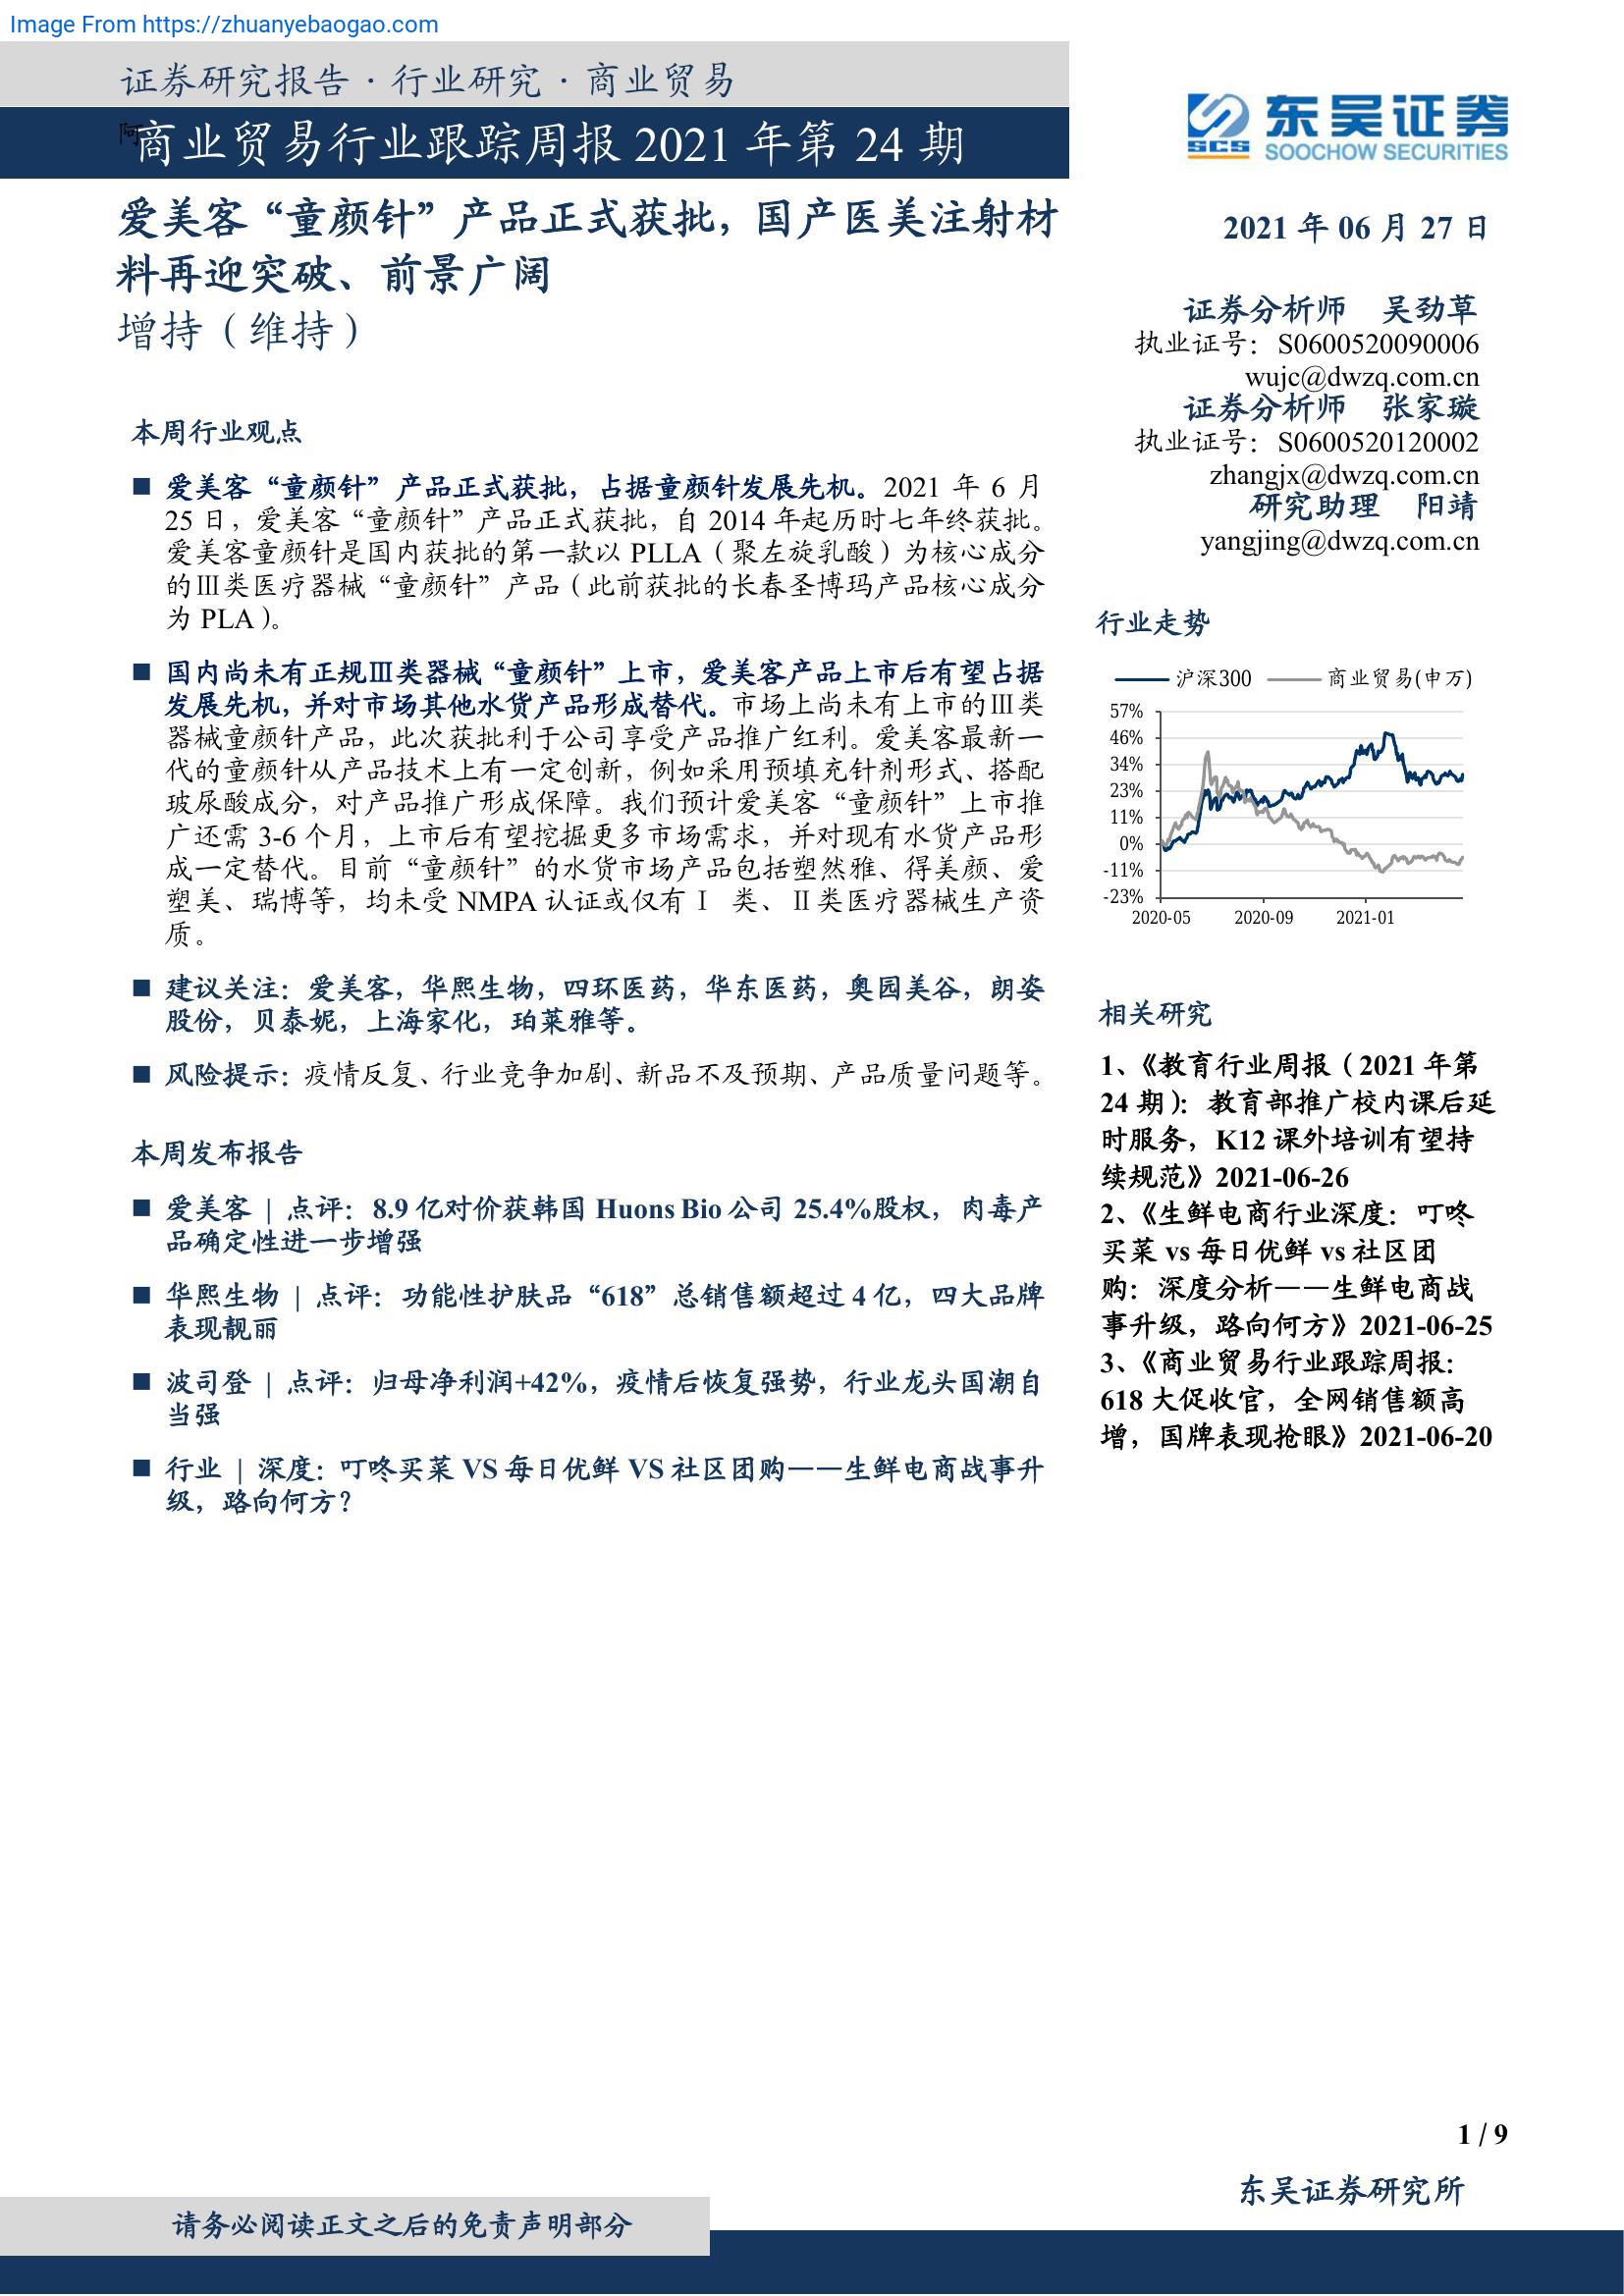 Image From https://zhuanyebaogao.com
证券研究报告·行业研究·商业贸易
阿
商业贸易行业跟踪周报 2021 年第 24 期
爱美客“童颜针”产品正式获批，国产医美注射材
料再迎突破、前景广阔
增持（维持）
本周行业观点
■ 爱美客“童颜针”产品正式获批，占据童颜针发展先机。2021 年 6 月
25 日，爱美客“童颜针”产品正式获批，自 2014 年起历时七年终获批。
爱美客童颜针是国内获批的第一款以 PLLA（聚左旋乳酸）为核心成分
的Ⅲ类医疗器械“童颜针”产品（此前获批的长春圣博玛产品核心成分
为 PLA）。
■ 国内尚未有正规Ⅲ类器械“童颜针”上市，爱美客产品上市后有望占据
发展先机，并对市场其他水货产品形成替代。市场上尚未有上市的Ⅲ类
器械童颜针产品，此次获批利于公司享受产品推广红利。爱美客最新一
代的童颜针从产品技术上有一定创新，例如采用预填充针剂形式、搭配
玻尿酸成分，对产品推广形成保障。我们预计爱美客“童颜针”上市推
广还需 3-6 个月，上市后有望挖掘更多市场需求，并对现有水货产品形
成一定替代。目前“童颜针”的水货市场产品包括塑然雅、得美颜、爱
塑美、瑞博等，均未受 NMPA 认证或仅有Ⅰ 类、Ⅱ类医疗器械生产资
质。
■ 建议关注：爱美客，华熙生物，四环医药，华东医药，奥园美谷，朗姿
股份，贝泰妮，上海家化，珀莱雅等。
■ 风险提示：疫情反复、行业竞争加剧、新品不及预期、产品质量问题等。
本周发布报告
■ 爱美客 | 点评：8.9 亿对价获韩国 Huons Bio 公司 25.4%股权，肉毒产
品确定性进一步增强
■ 华熙生物 | 点评：功能性护肤品“618”总销售额超过 4 亿，四大品牌
表现靓丽
■ 波司登 | 点评：归母净利润+42%，疫情后恢复强势，行业龙头国潮自
当强
■ 行业 | 深度：叮咚买菜 VS 每日优鲜 VS 社区团购——生鲜电商战事升
级，路向何方？
东吴证券
SCS
SOOCHOW SECURITIES
2021 年 06 月 27 日
证券分析师 吴劲草
执业证号：S0600520090006
wujc@dwzq.com.cn
证券分析师 张家璇
执业证号：S0600520120002
zhangjx@dwzq.com.cn
研究助理 阳靖
yangjing@dwzq.com.cn
行业走势
沪深300 商业贸易(申万)
57%
46%
34%
23%
11%
0%
-11%
-23%
2020-05 2020-09 2021-01
相关研究
1、《教育行业周报（2021 年第
24 期）：教育部推广校内课后延
时服务，K12 课外培训有望持
续规范》2021-06-26
2、《生鲜电商行业深度：叮咚
买菜 vs 每日优鲜 vs 社区团
购：深度分析——生鲜电商战
事升级，路向何方》2021-06-25
3、《商业贸易行业跟踪周报：
618 大促收官，全网销售额高
增，国牌表现抢眼》2021-06-20
1 / 9
东吴证券研究所
请务必阅读正文之后的免责声明部分